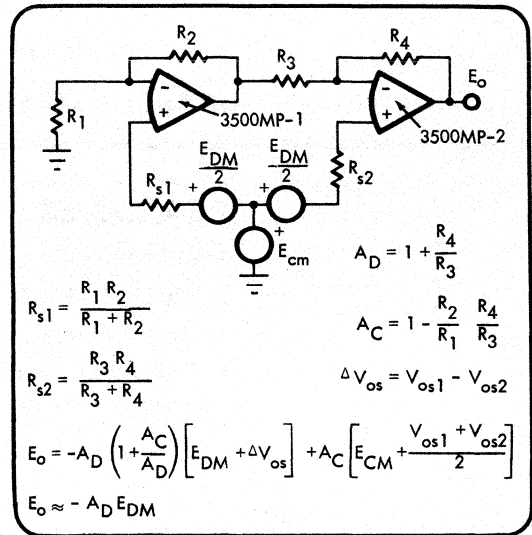 R2
R3
R4
Eo
-
+
3500MP-1
R1
-
+
3500MP-2
EDM
2
EDM
2
Rs2
+
+
Rs1
+
Ecm
AD = 1 + R4/R3
Rs1 = R1 R2 / R1 + R2
AC = 1 - R2/R1 R4/R3
Rs2 = R3 R4 / R3 + R4
ΔVos = Vos1 - Vos2
Eo = -AD (1 + AC/AD) [EDM + ΔVos] + AC [ECM + Vos1 + Vos2 / 2]
Eo ≈ - AD EDM